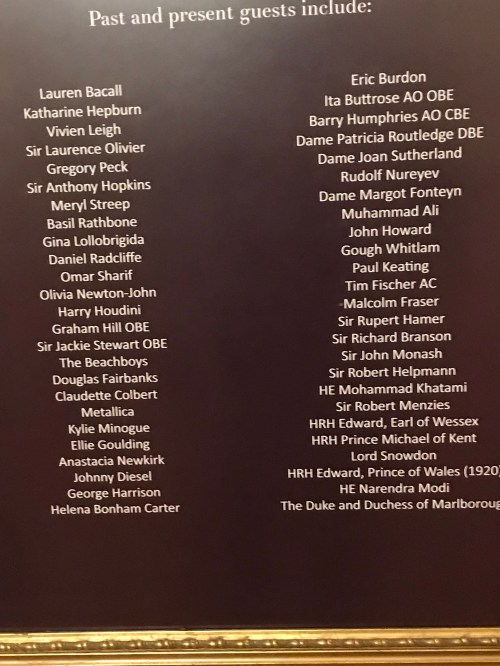 Past and present guests include:
Lauren Bacall
Katharine Hepburn
Vivien Leigh
Sir Laurence Olivier
Gregory Peck
Sir Anthony Hopkins
Meryl Streep
Basil Rathbone
Gina Lollobrigida
Daniel Radcliffe
Omar Sharif
Olivia Newton-John
Harry Houdini
Graham Hill OBE
Sir Jackie Stewart OBE
The Beachboys
Douglas Fairbanks
Claudette Colbert
Metallica
Kylie Minogue
Ellie Goulding
Anastacia Newkirk
Johnny Diesel
George Harrison
Helena Bonham Carter
Eric Burdon
Ita Buttrose AO OBE
Barry Humphries AO CBE
Dame Patricia Routledge DBE
Dame Joan Sutherland
Rudolf Nureyev
Dame Margot Fonteyn
Muhammad Ali
John Howard
Gough Whitlam
Paul Keating
Tim Fischer AC
Malcolm Fraser
Sir Rupert Hamer
Sir Richard Branson
Sir John Monash
Sir Robert Helpmann
HE Mohammad Khatami
Sir Robert Menzies
HRH Edward, Earl of Wessex
HRH Prince Michael of Kent
Lord Snowdon
HRH Edward, Prince of Wales (1920)
HE Narendra Modi
The Duke and Duchess of Marlboroug